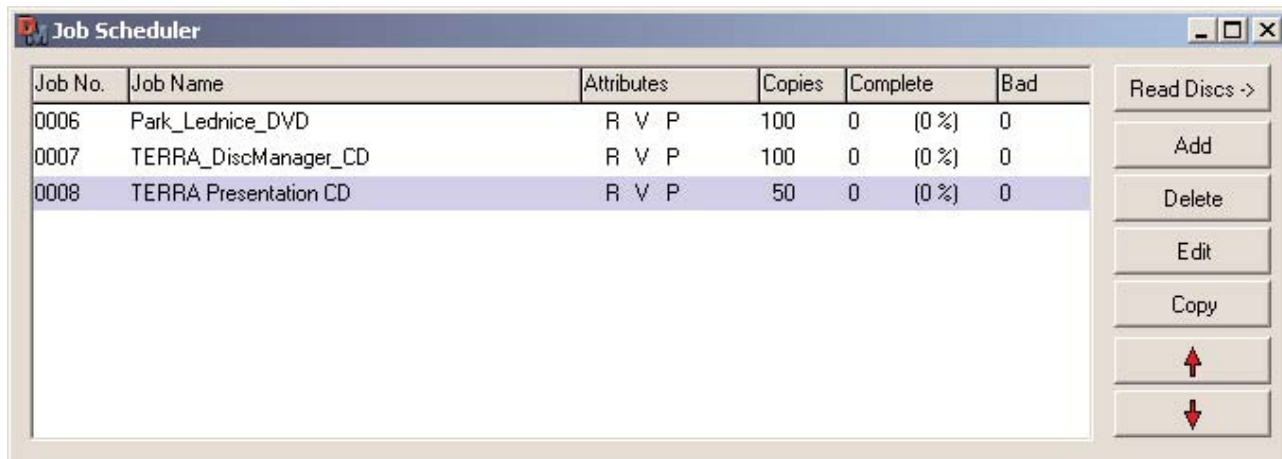 Job Scheduler
Job No. Job Name Attributes Copies Complete Bad
0006 Park_Lednice_DVD R V P 100 0 (0 %) 0
0007 TERRA_DiscManager_CD R V P 100 0 (0 %) 0
0008 TERRA Presentation CD R V P 50 0 (0 %) 0
Read Discs ->
Add
Delete
Edit
Copy